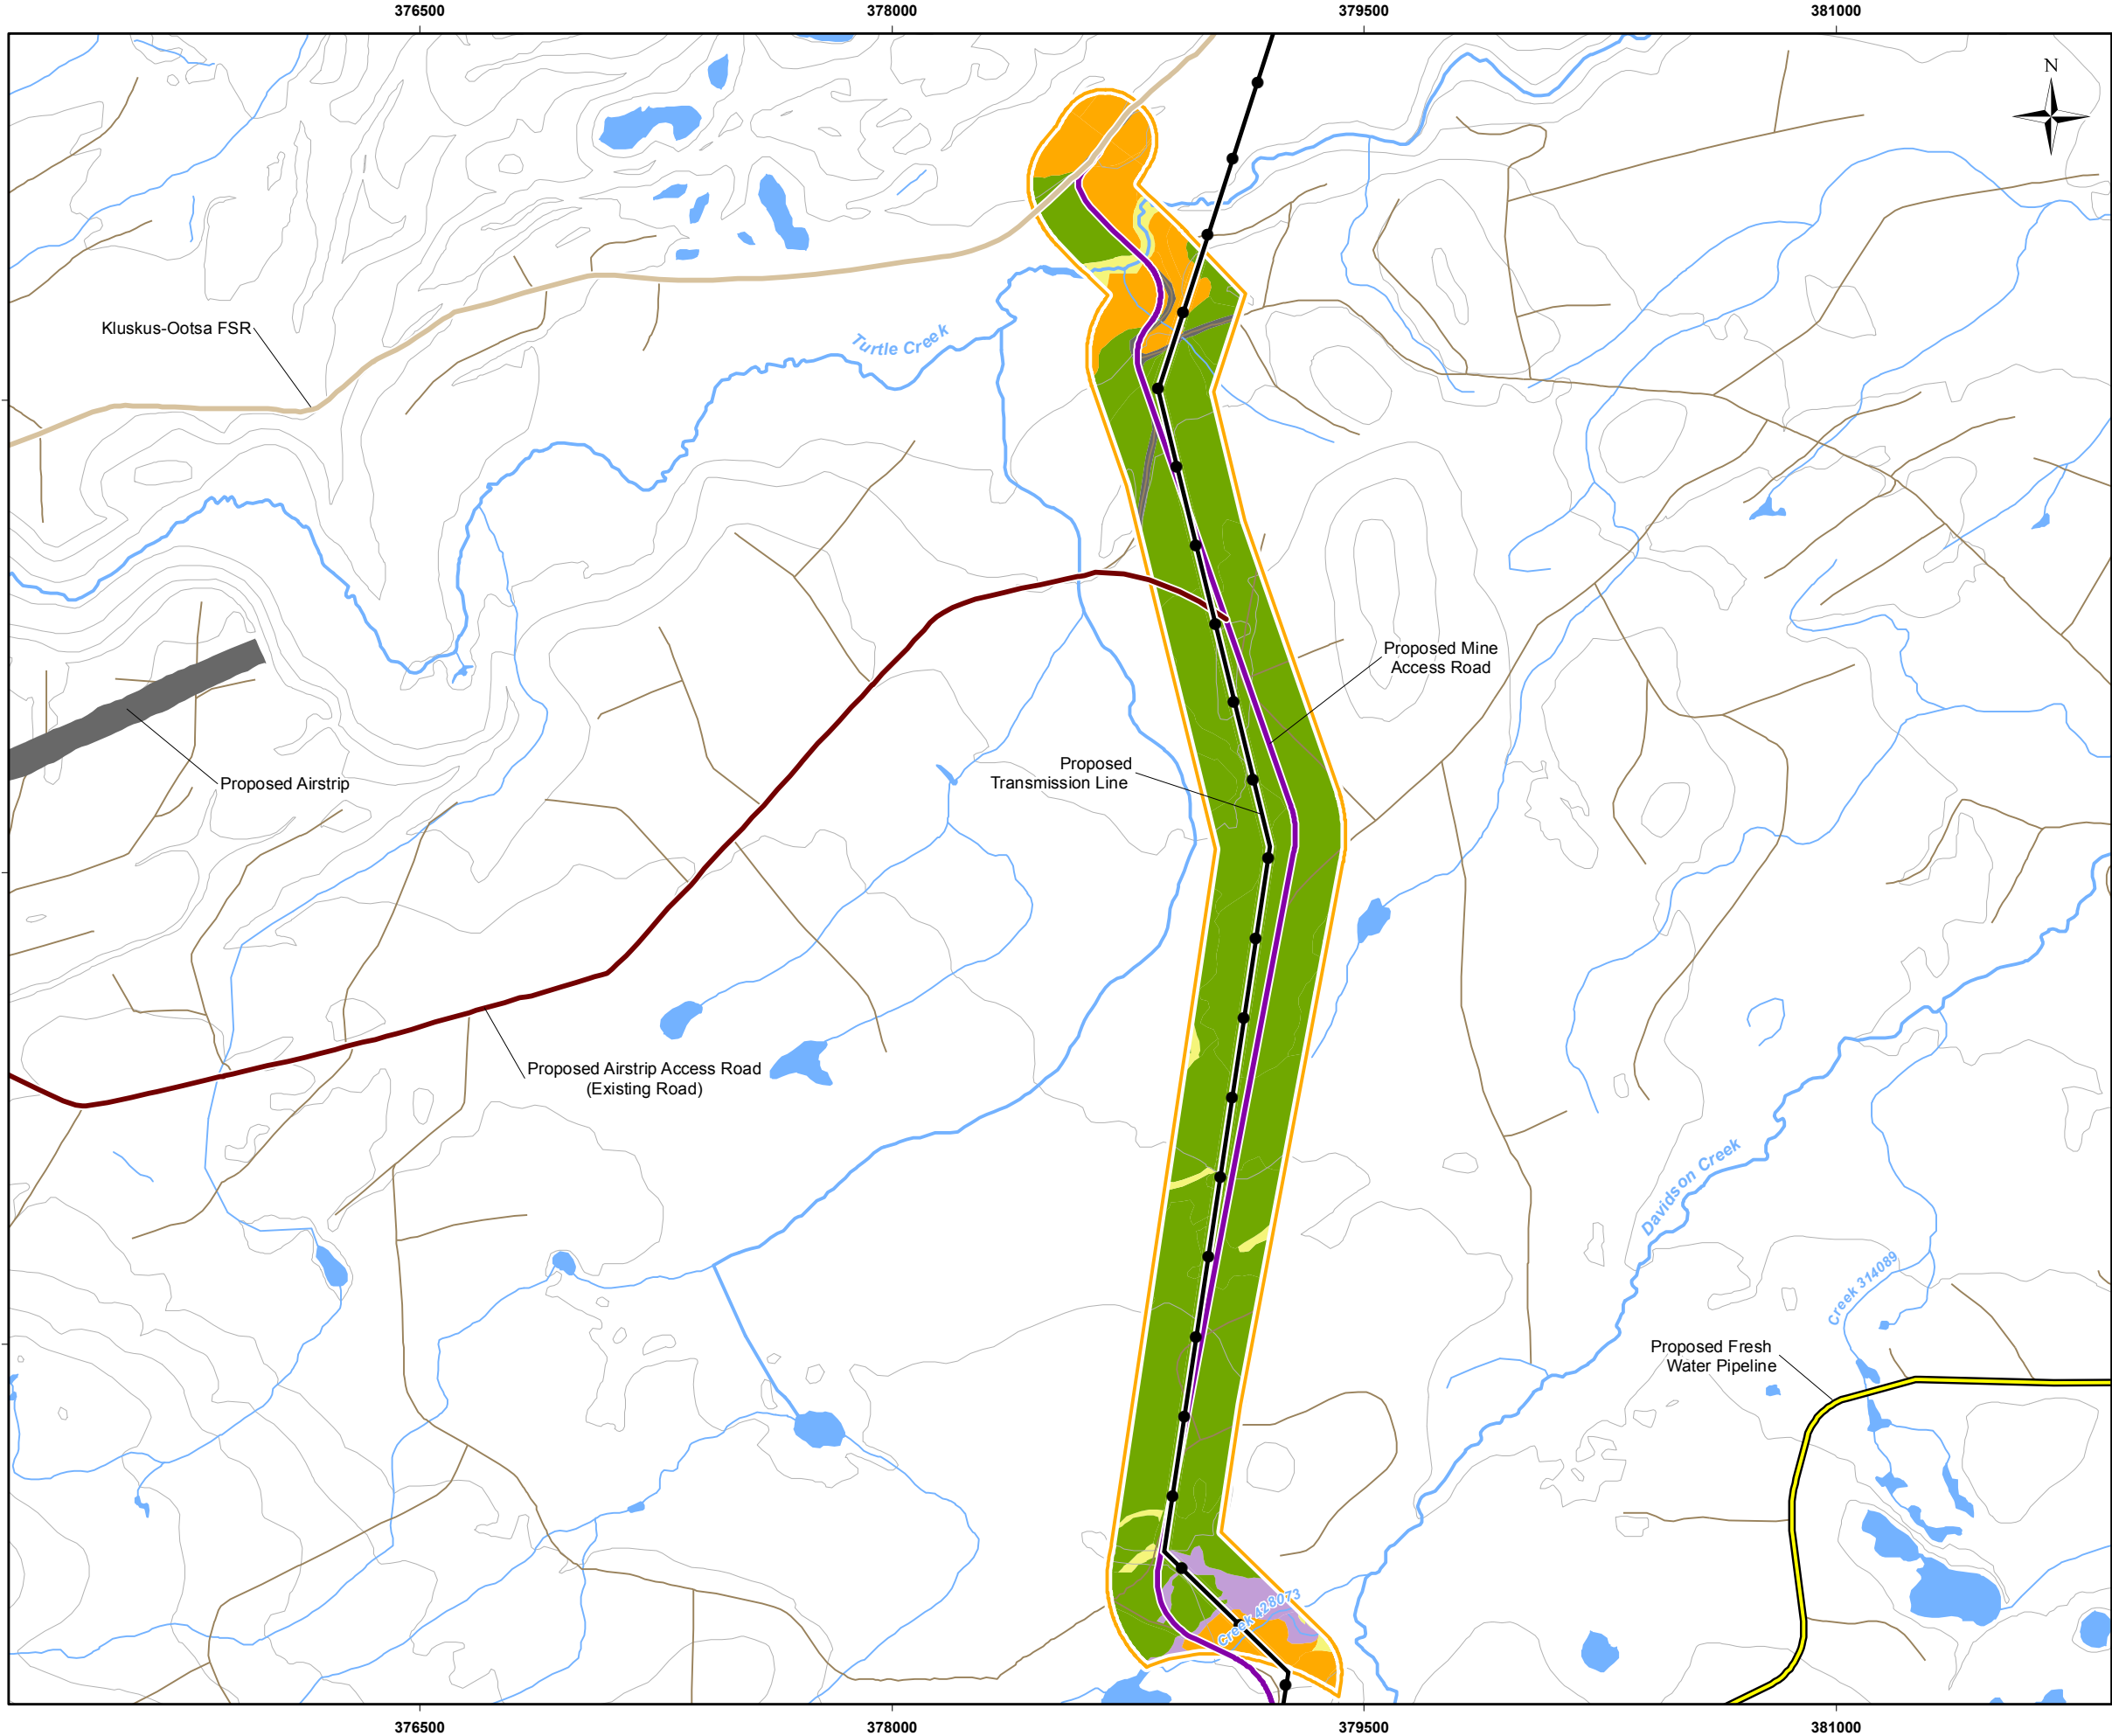 376500
378000
379500
381000
N
Kluskus-Ootsa FSR
Turtle Creek
Proposed Mine
Access Road
Proposed
Transmission Line
Proposed Airstrip
Proposed Airstrip Access Road
(Existing Road)
Davidson Creek
Creek 314089
Proposed Fresh
Water Pipeline
Creek 428073
376500
378000
379500
381000